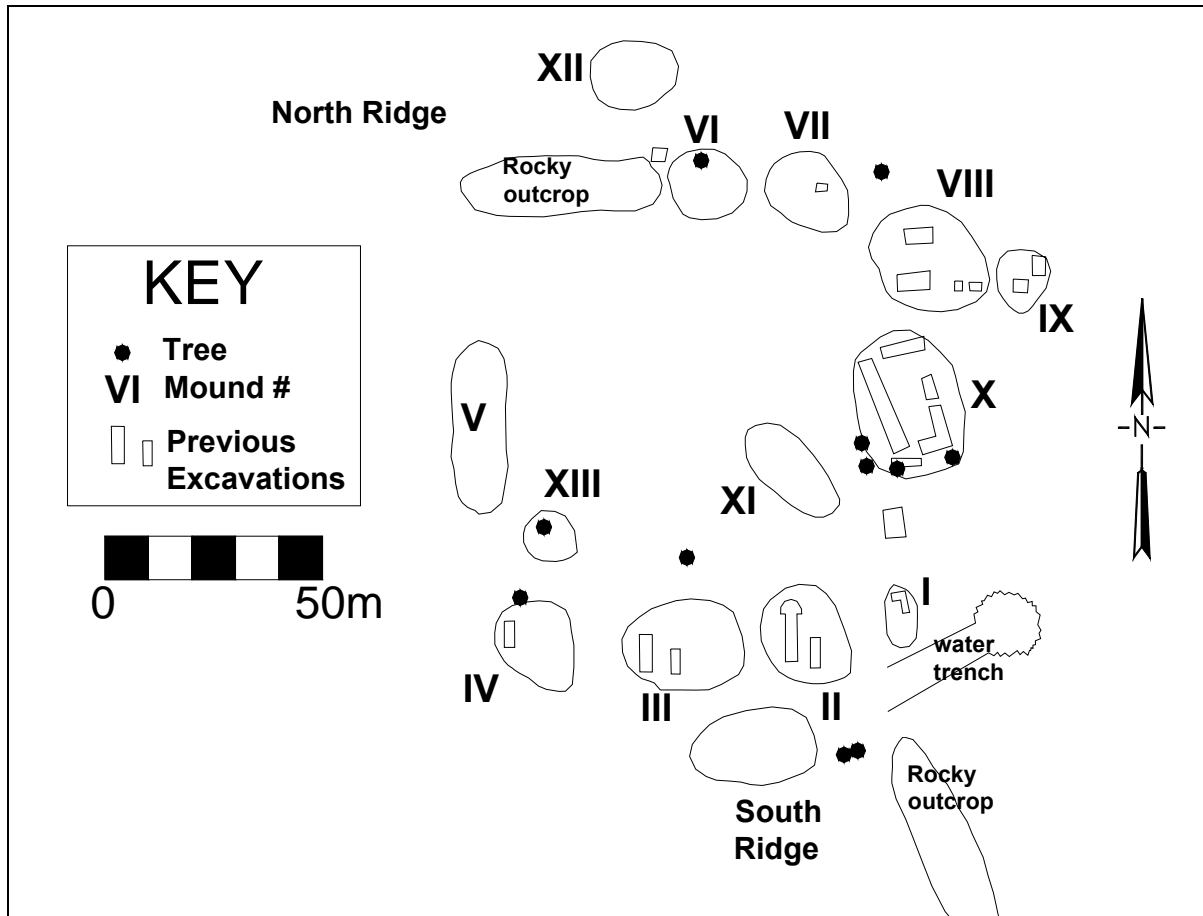 XII
North Ridge
VI
VII
Rocky
outcrop
VIII
KEY
Tree
VI Mound #
Previous
Excavations
0 50m
IX
V
X
XIII
XI
-N-
I
water
trench
IV
III
II
Rocky
outcrop
South
Ridge